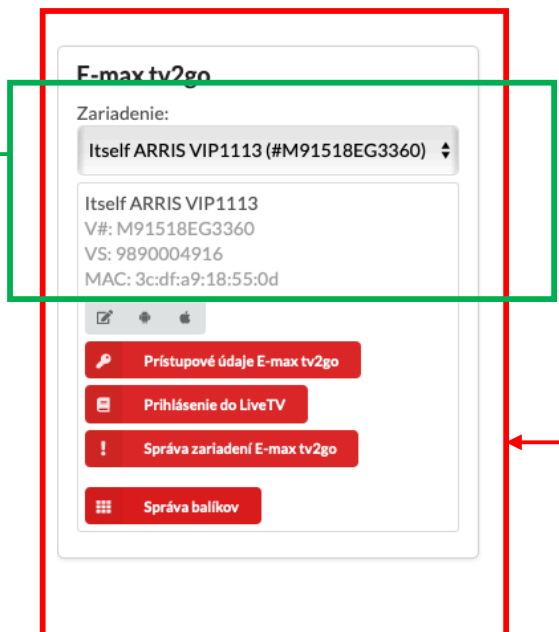 E-max tv2go
Zariadenie:
Itself ARRIS VIP1113 (#M91518EG3360)
Itself ARRIS VIP1113
V#: M91518EG3360
VS: 9890004916
MAC: 3c:df:a9:18:55:0d
Prístupové údaje E-max tv2go
Prihlásenie do LiveTV
Správa zariadení E-max tv2go
Správa balíkov